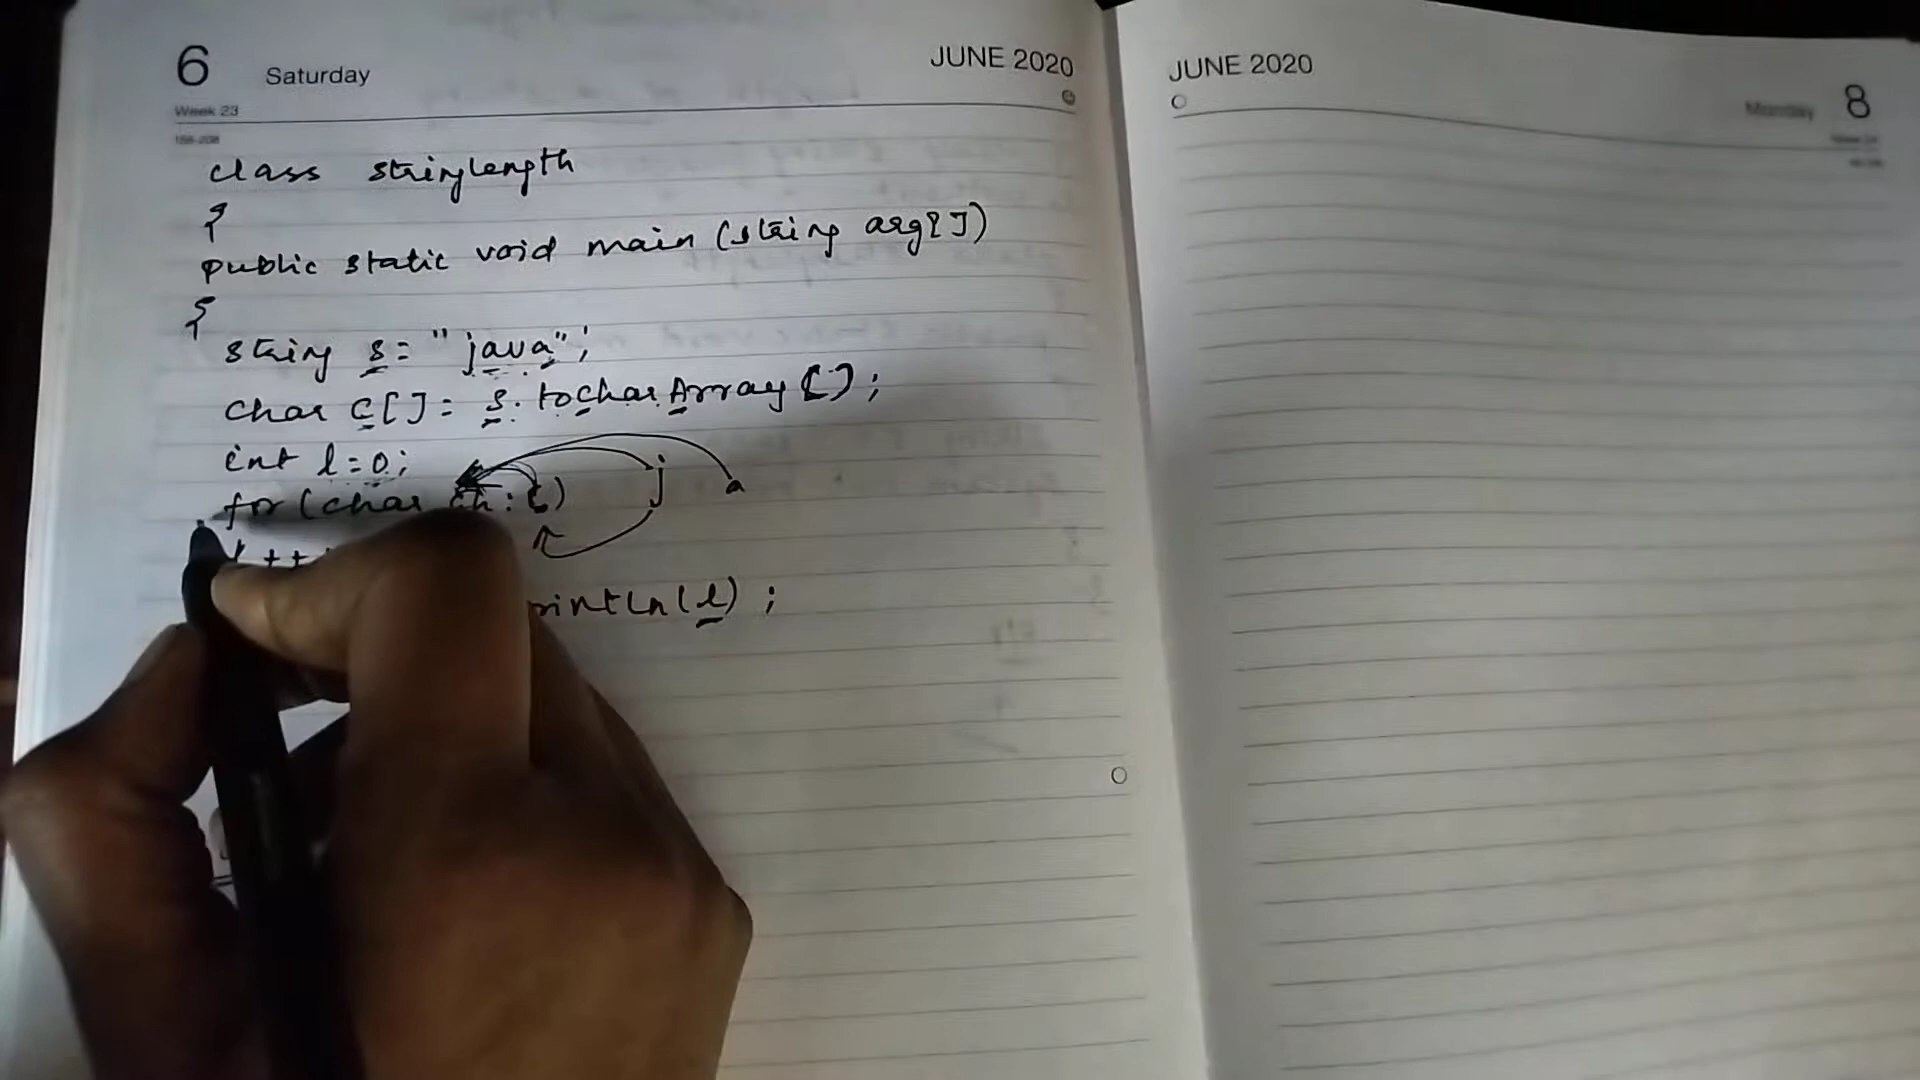 6 Saturday JUNE 2020
Week 23
class stringlength
{
public static void main (string arg[])
{
string s = "java";
char c[] = s. tocharArray();
int l=0;
for (char ch : c)
j a
l ++
println(l) ;
JUNE 2020
Monday 8